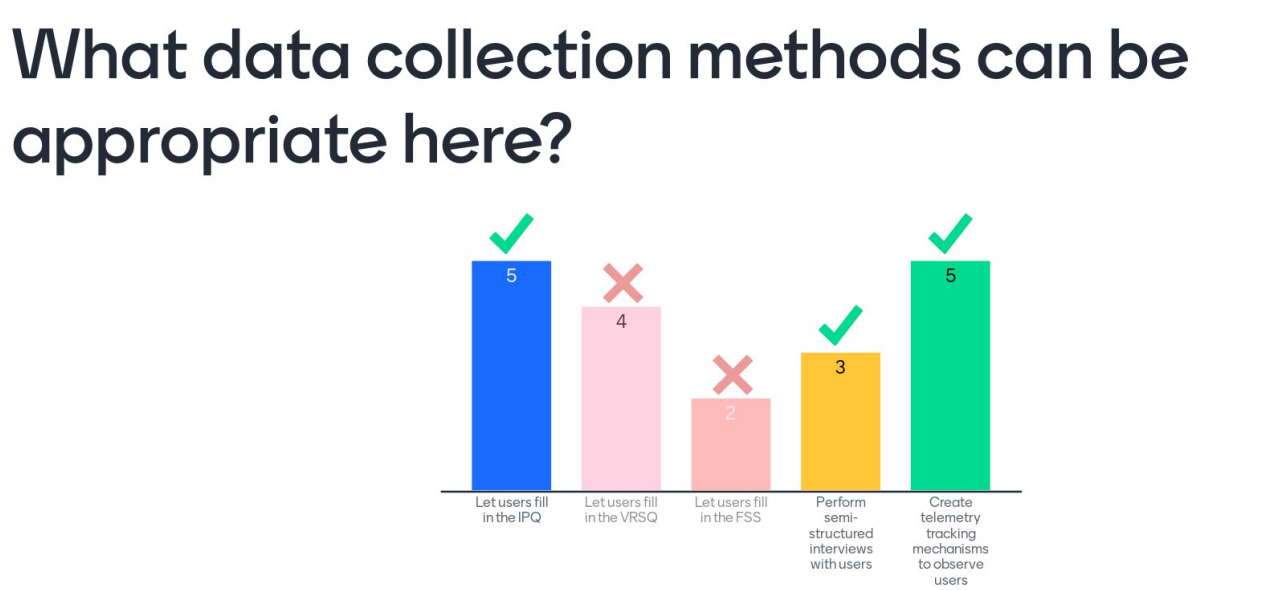 What data collection methods can be
appropriate here?
5
4
2
3
5
Let users fill
in the IPQ
Let users fill
in the VRSQ
Let users fill
in the FSS
Perform
semi-
structured
interviews
with users
Create
telemetry
tracking
mechanisms
to observe
users